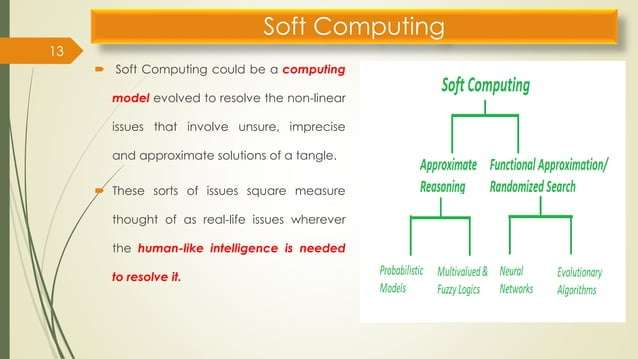 Soft Computing
13
Soft Computing could be a computing
model evolved to resolve the non-linear
issues that involve unsure, imprecise
and approximate solutions of a tangle.
These sorts of issues square measure
thought of as real-life issues wherever
the human-like intelligence is needed
to resolve it.
Soft Computing
Approximate
Reasoning
Functional Approximation/
Randomized Search
Probabilistic
Models
Multivalued &
Fuzzy Logics
Neural
Networks
Evolutionary
Algorithms